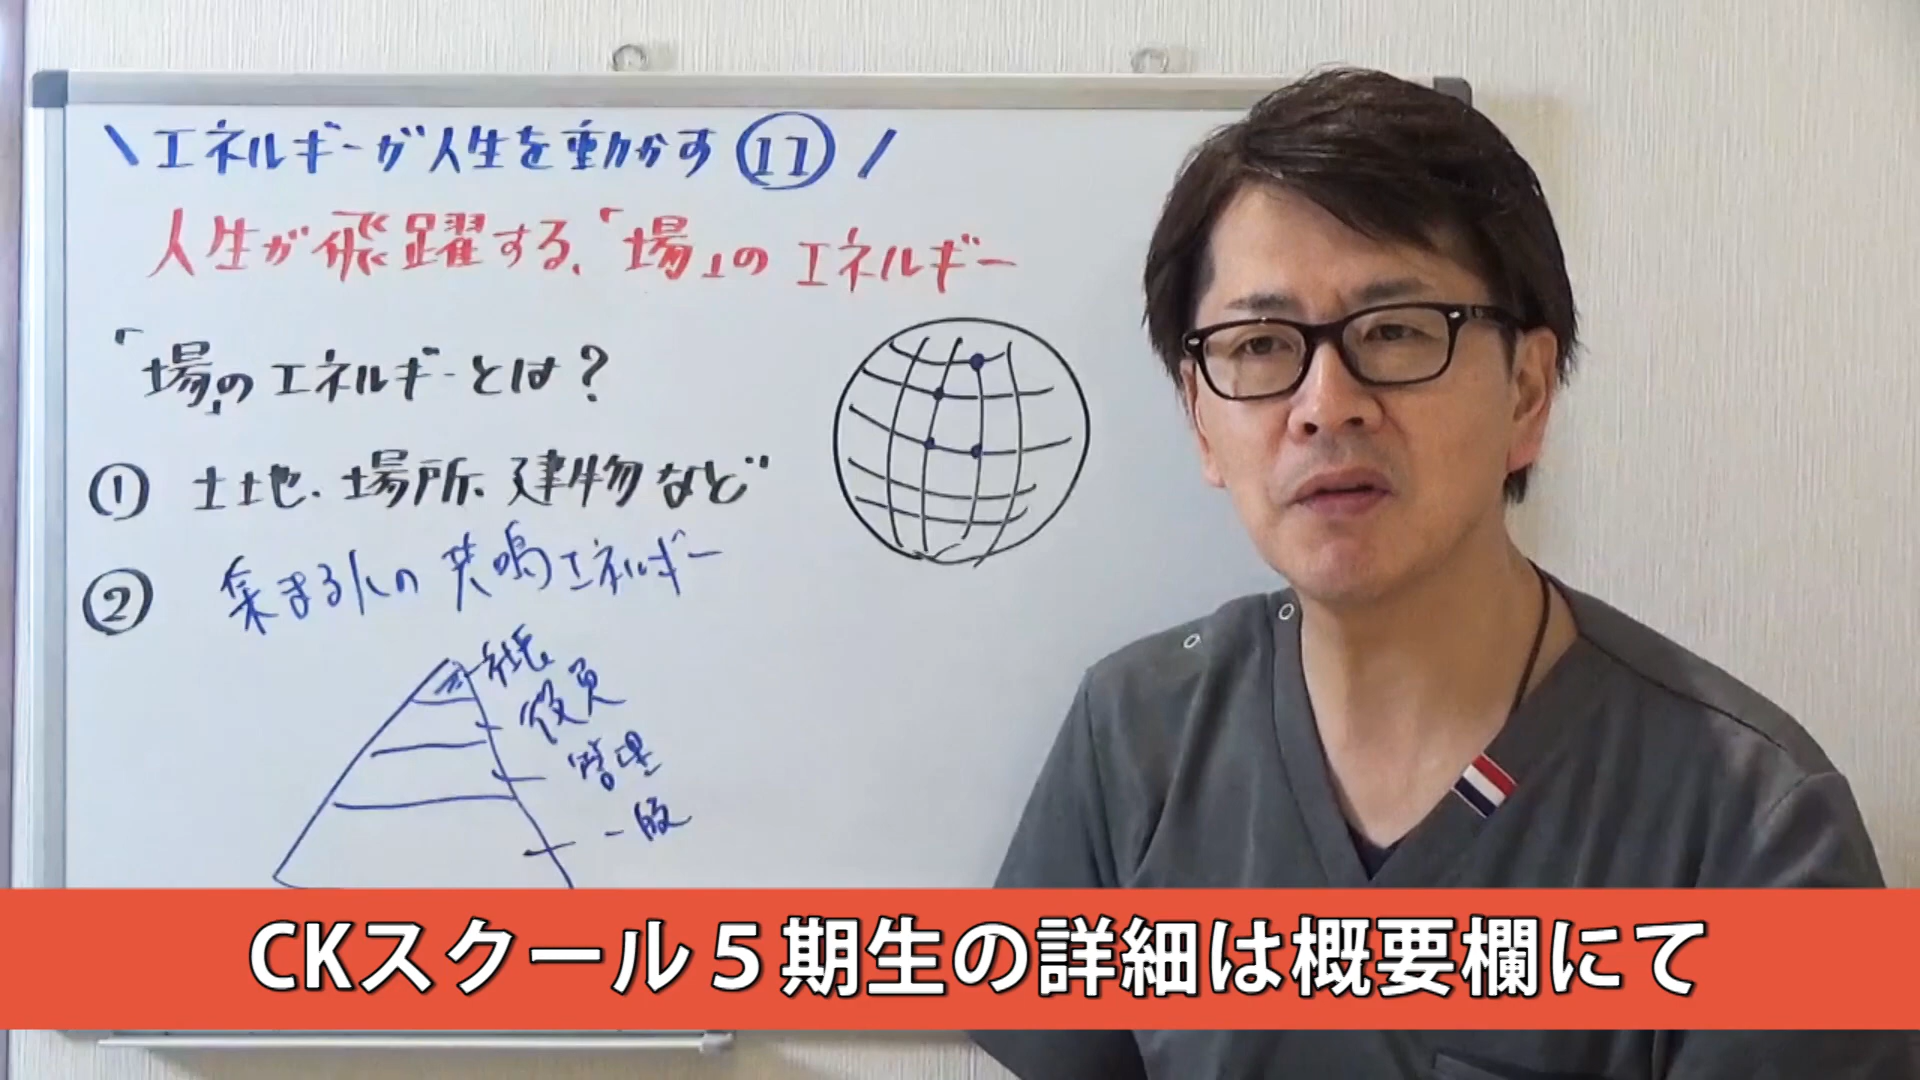 \ エネルギーが人生を動かす ⑪ /
人生が飛躍する、「場」のエネルギー
「場」のエネルギーとは？
① 土地、場所、建物など
② 集まる人の共鳴エネルギー
社長
役員
管理
一般
CKスクール５期生の詳細は概要欄にて